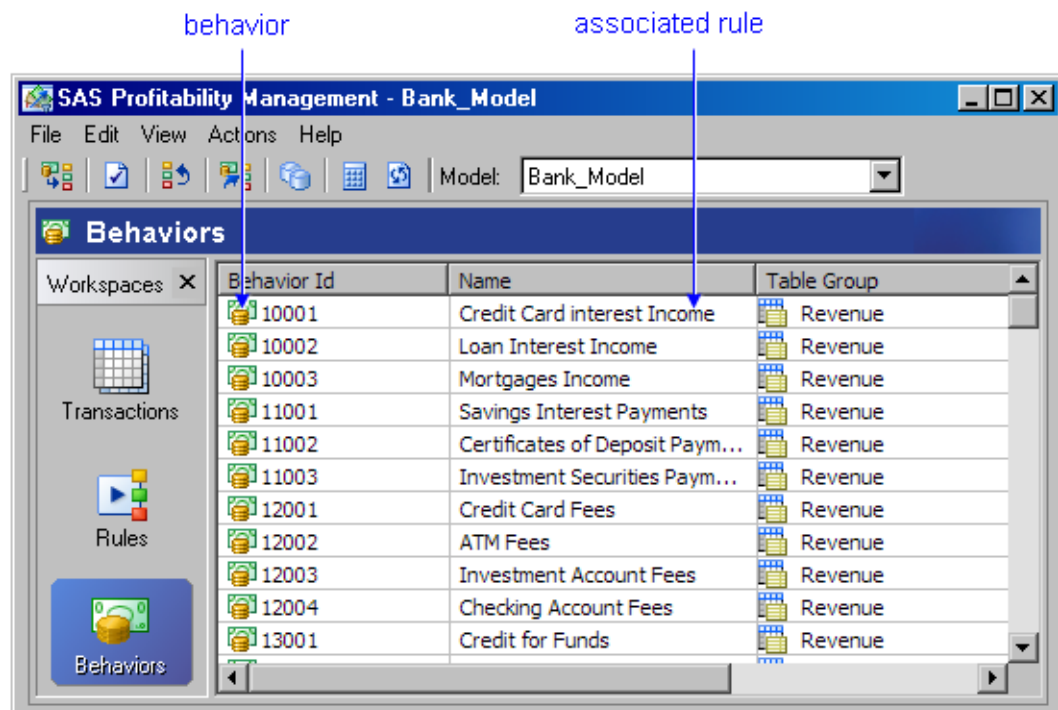 behavior associated rule
SAS Profitability Management - Bank_Model
File Edit View Actions Help
Model: Bank_Model
Behaviors
Workspaces X
Transactions
Rules
Behaviors
Behavior Id Name Table Group
10001 Credit Card interest Income Revenue
10002 Loan Interest Income Revenue
10003 Mortgages Income Revenue
11001 Savings Interest Payments Revenue
11002 Certificates of Deposit Paym... Revenue
11003 Investment Securities Paym... Revenue
12001 Credit Card Fees Revenue
12002 ATM Fees Revenue
12003 Investment Account Fees Revenue
12004 Checking Account Fees Revenue
13001 Credit for Funds Revenue